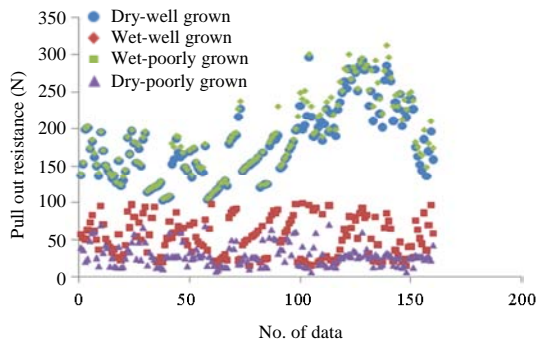 350
300
250
200
150
100
50
0
Pull out resistance (N)
Dry-well grown
Wet-well grown
Wet-poorly grown
Dry-poorly grown
0 50 100 150 200
No. of data